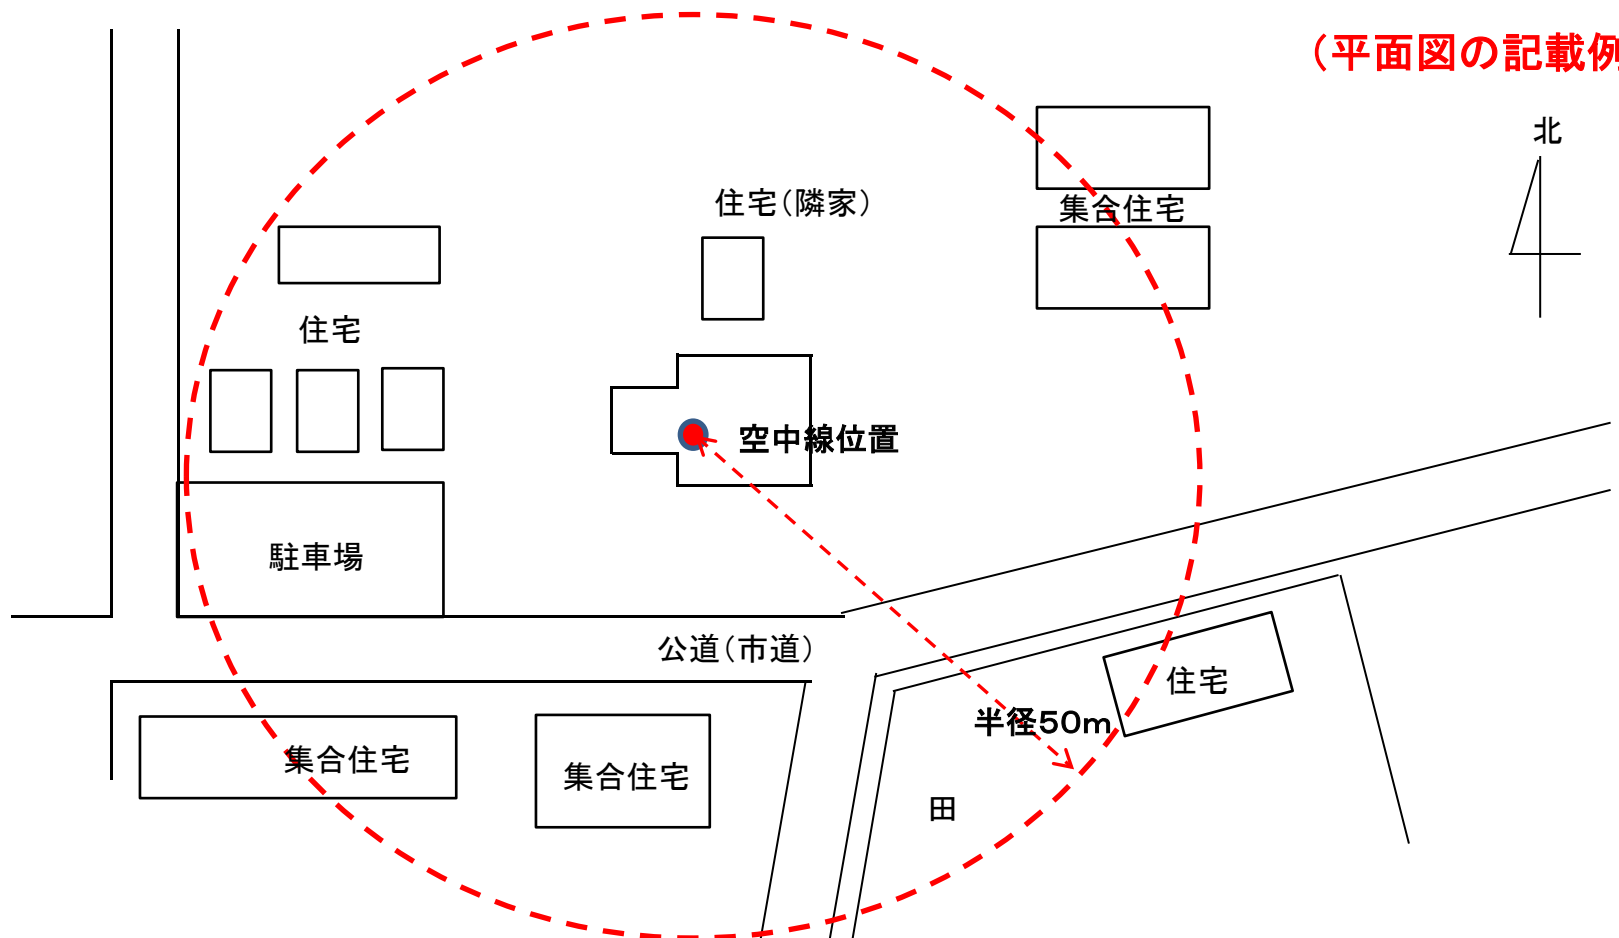 （平面図の記載例
北
住宅（隣家）
集合住宅
住宅
空中線位置
駐車場
公道（市道）
住宅
半径50m
集合住宅
集合住宅
田